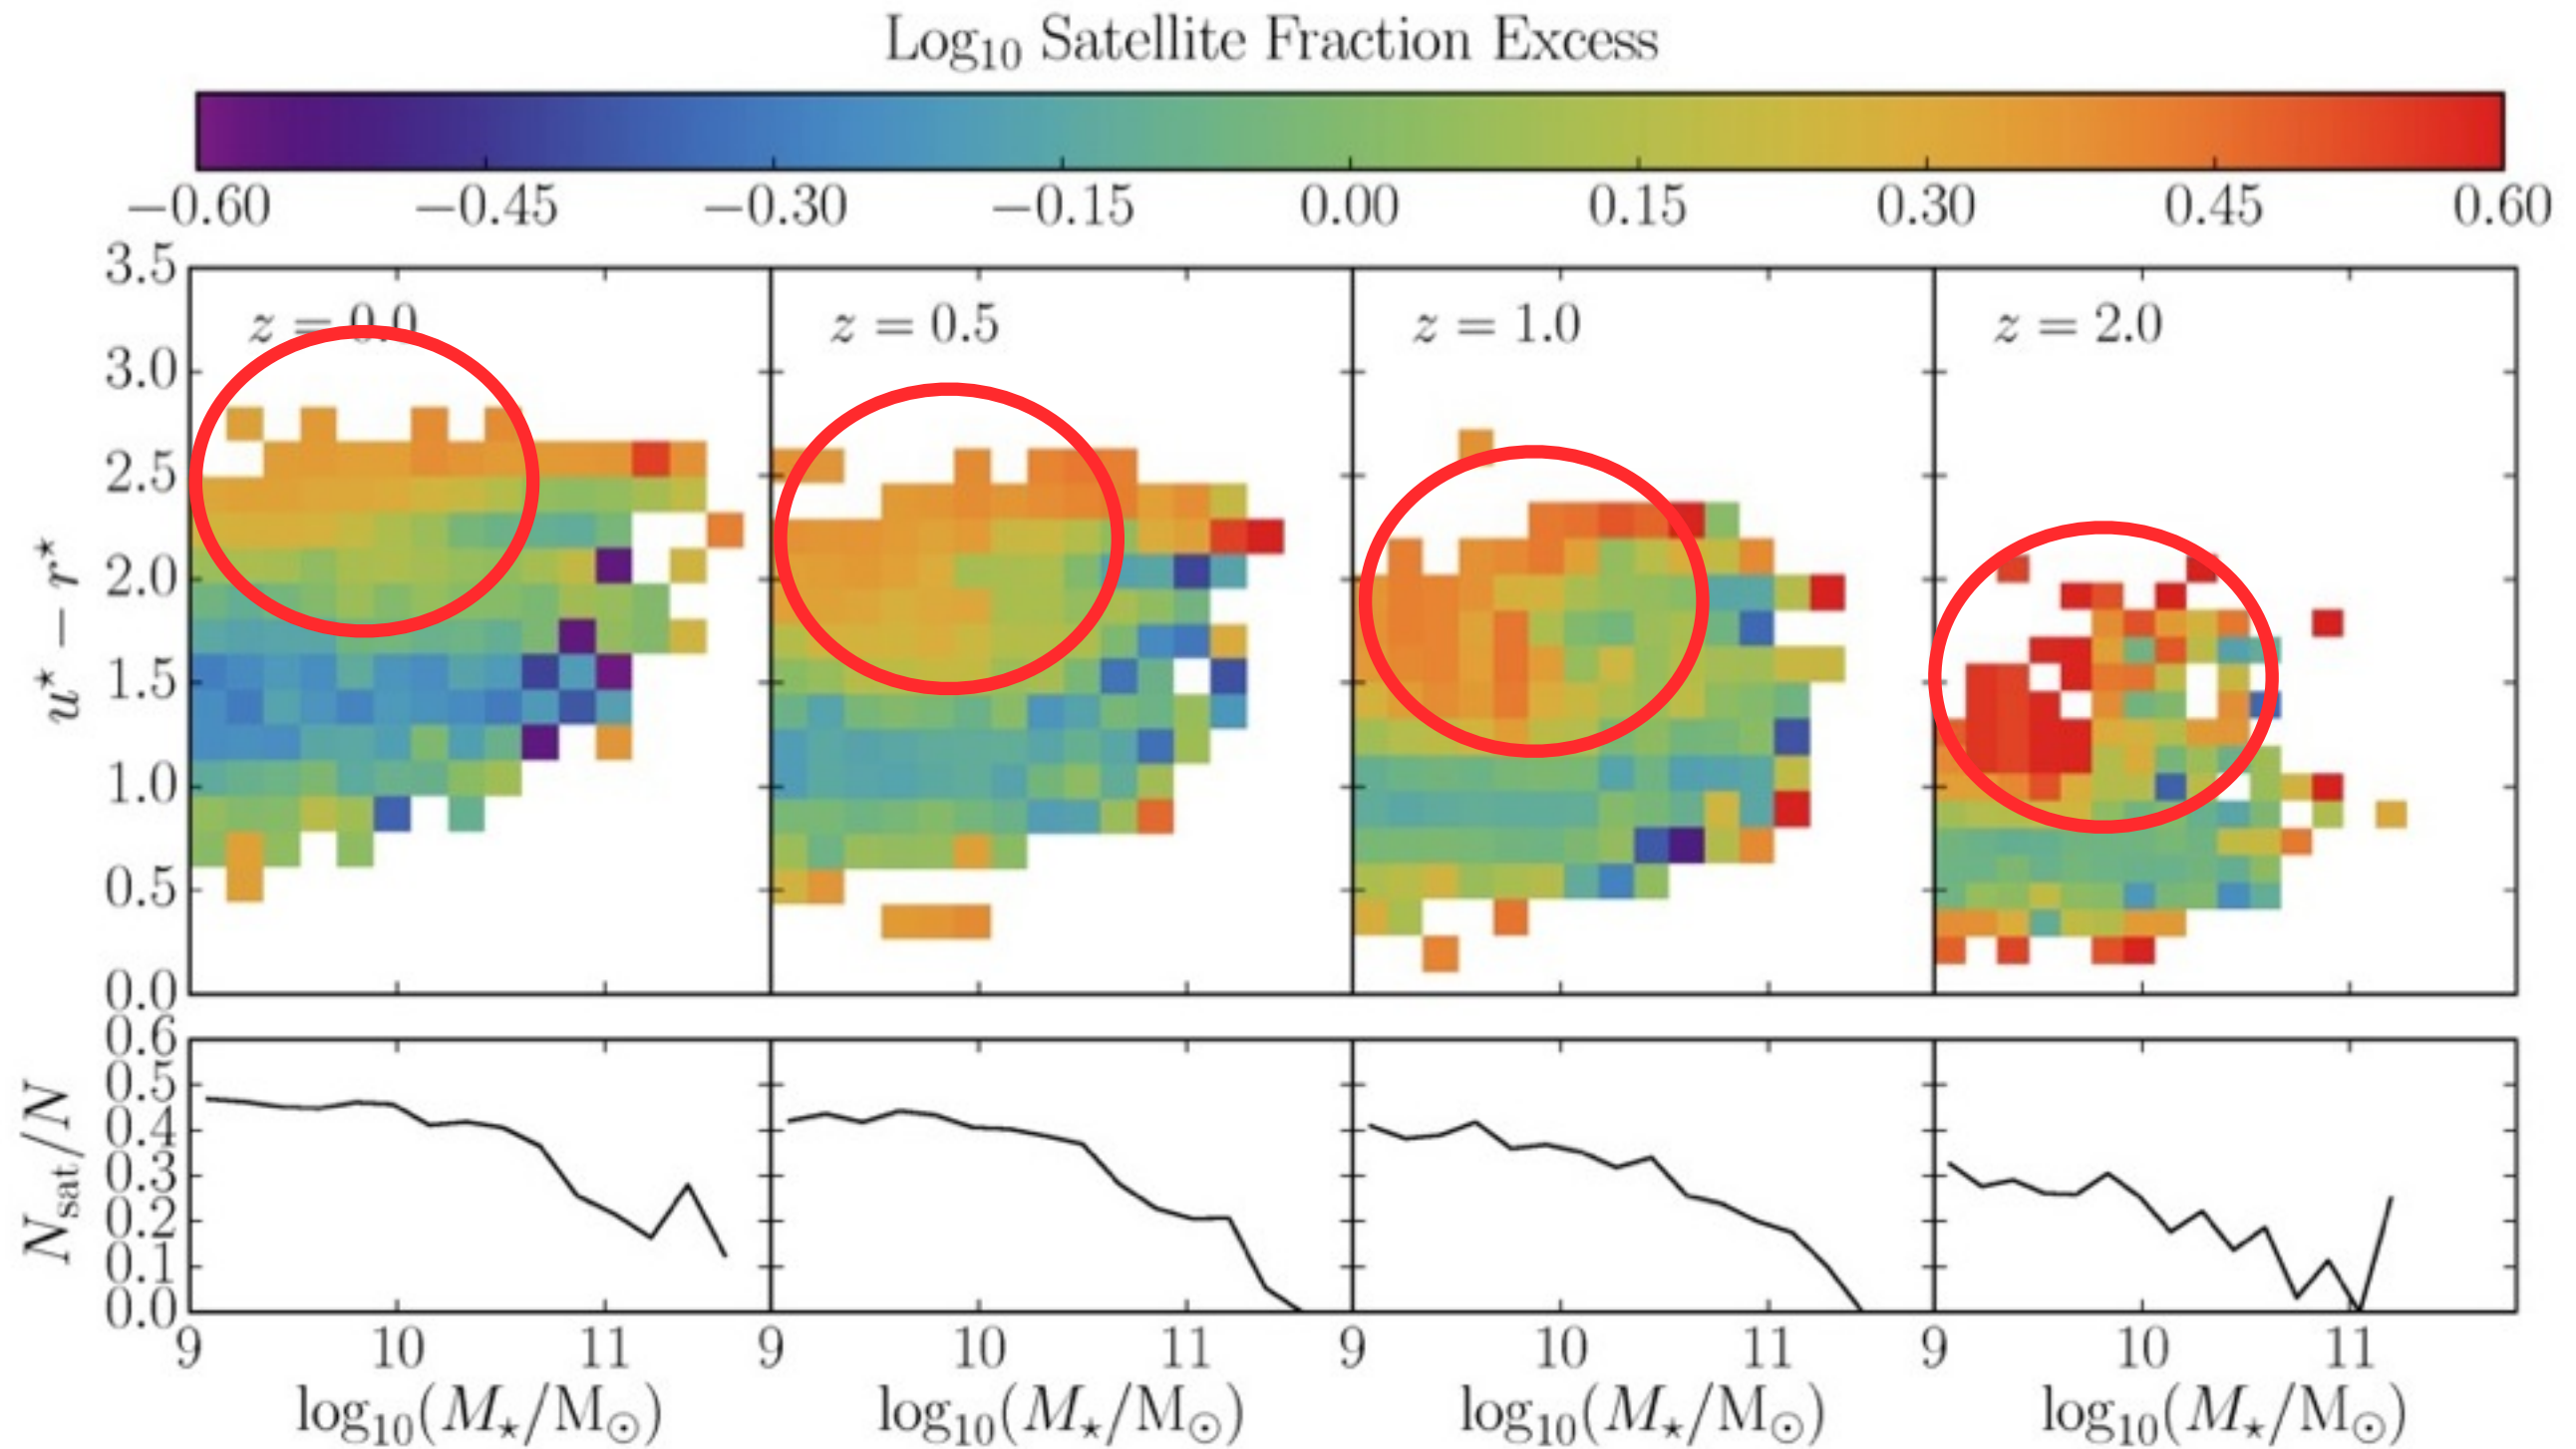 Log₁₀ Satellite Fraction Excess
−0.60 −0.45 −0.30 −0.15 0.00 0.15 0.30 0.45 0.60
z = 0.0 z = 0.5 z = 1.0 z = 2.0
u* − r*
3.5
3.0
2.5
2.0
1.5
1.0
0.5
0.0
N_sat/N
0.6
0.5
0.4
0.3
0.2
0.1
0.0
9 10 11 9 10 11 9 10 11 9 10 11
log₁₀(M⋆/M⊙) log₁₀(M⋆/M⊙) log₁₀(M⋆/M⊙) log₁₀(M⋆/M⊙)